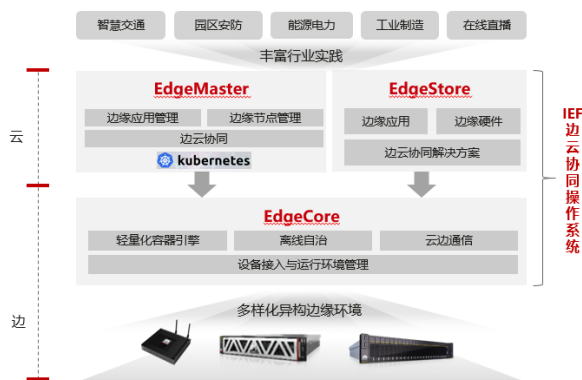 智慧交通
园区安防
能源电力
工业制造
在线直播
丰富行业实践
EdgeMaster
边缘应用管理
边缘节点管理
边云协同
kubernetes
EdgeStore
边缘应用
边缘硬件
边云协同解决方案
云
EdgeCore
轻量化容器引擎
离线自治
云边通信
设备接入与运行环境管理
边
多样化异构边缘环境
IEF
边云协同操作系统